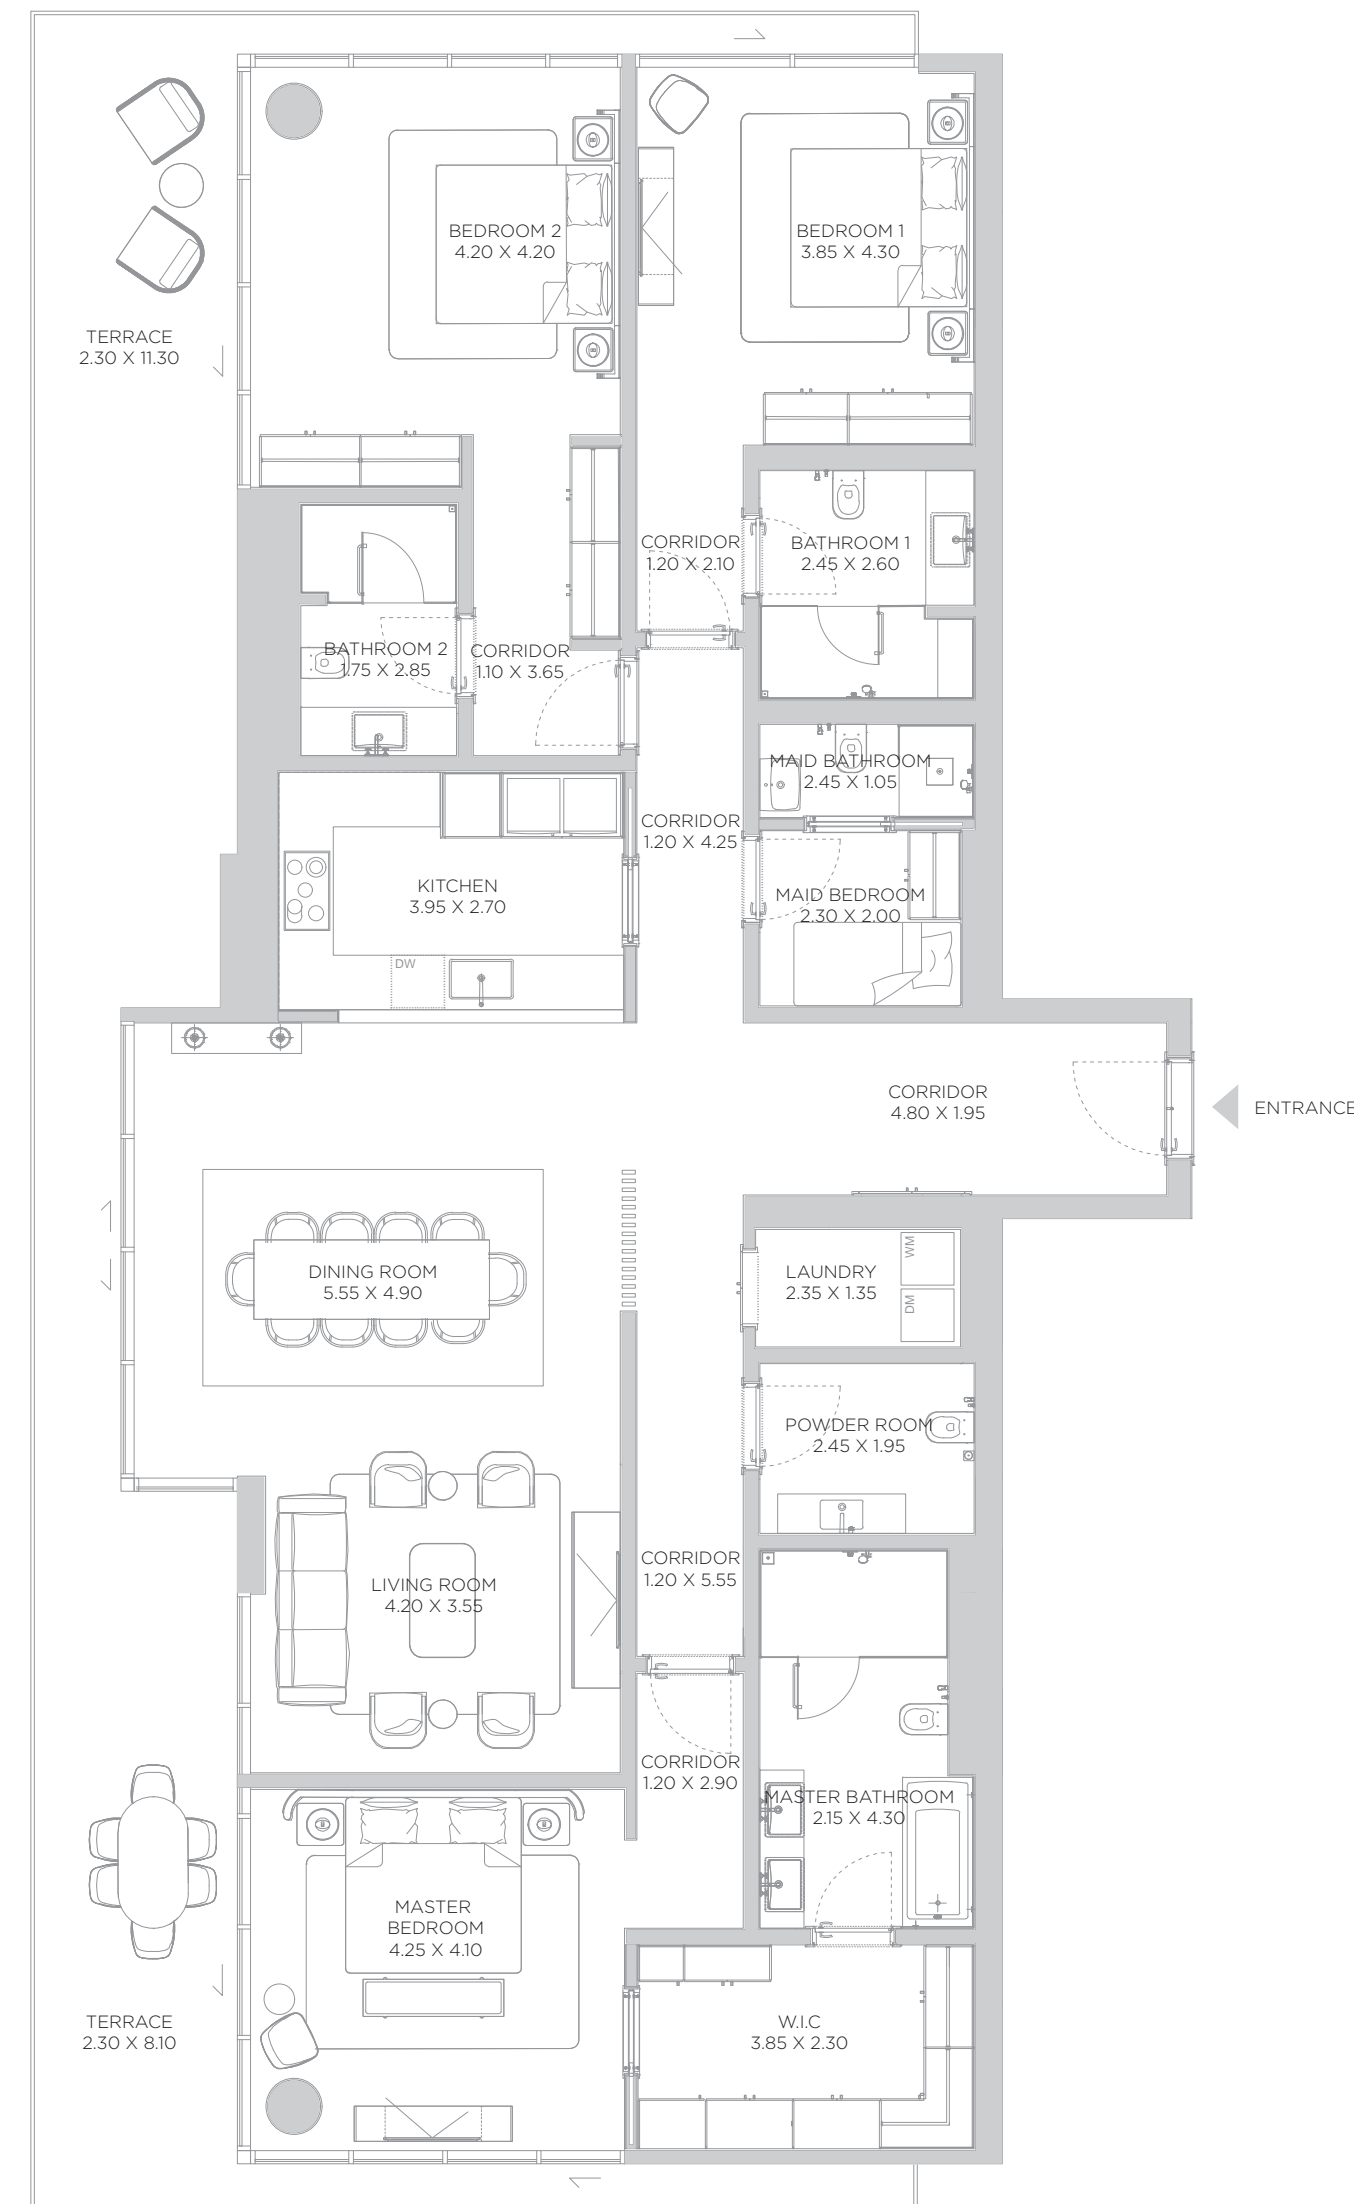 BEDROOM 2
4.20 X 4.20
BEDROOM 1
3.85 X 4.30
TERRACE
2.30 X 11.30
CORRIDOR
1.20 X 2.10
BATHROOM 1
2.45 X 2.60
BATHROOM 2
1.75 X 2.85
CORRIDOR
1.10 X 3.65
MAID BATHROOM
2.45 X 1.05
CORRIDOR
1.20 X 4.25
KITCHEN
3.95 X 2.70
MAID BEDROOM
2.30 X 2.00
DW
CORRIDOR
4.80 X 1.95
ENTRANCE
DINING ROOM
5.55 X 4.90
LAUNDRY
2.35 X 1.35
WM
DM
POWDER ROOM
2.45 X 1.95
CORRIDOR
1.20 X 5.55
LIVING ROOM
4.20 X 3.55
CORRIDOR
1.20 X 2.90
MASTER BATHROOM
2.15 X 4.30
MASTER
BEDROOM
4.25 X 4.10
TERRACE
2.30 X 8.10
W.I.C
3.85 X 2.30